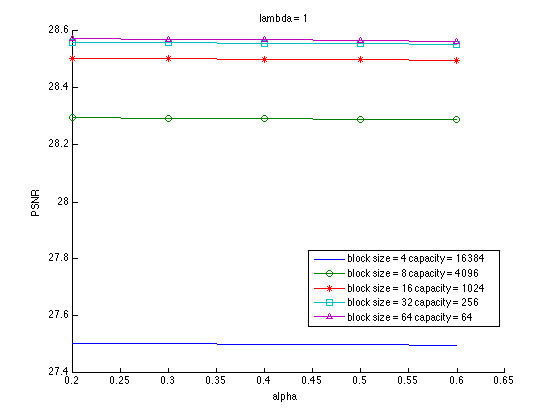 lambda = 1
28.6
28.4
28.2
28
27.8
27.6
27.4
PSNR
block size = 4 capacity = 16384
block size = 8 capacity = 4096
block size = 16 capacity = 1024
block size = 32 capacity = 256
block size = 64 capacity = 64
0.2 0.25 0.3 0.35 0.4 0.45 0.5 0.55 0.6 0.65
alpha